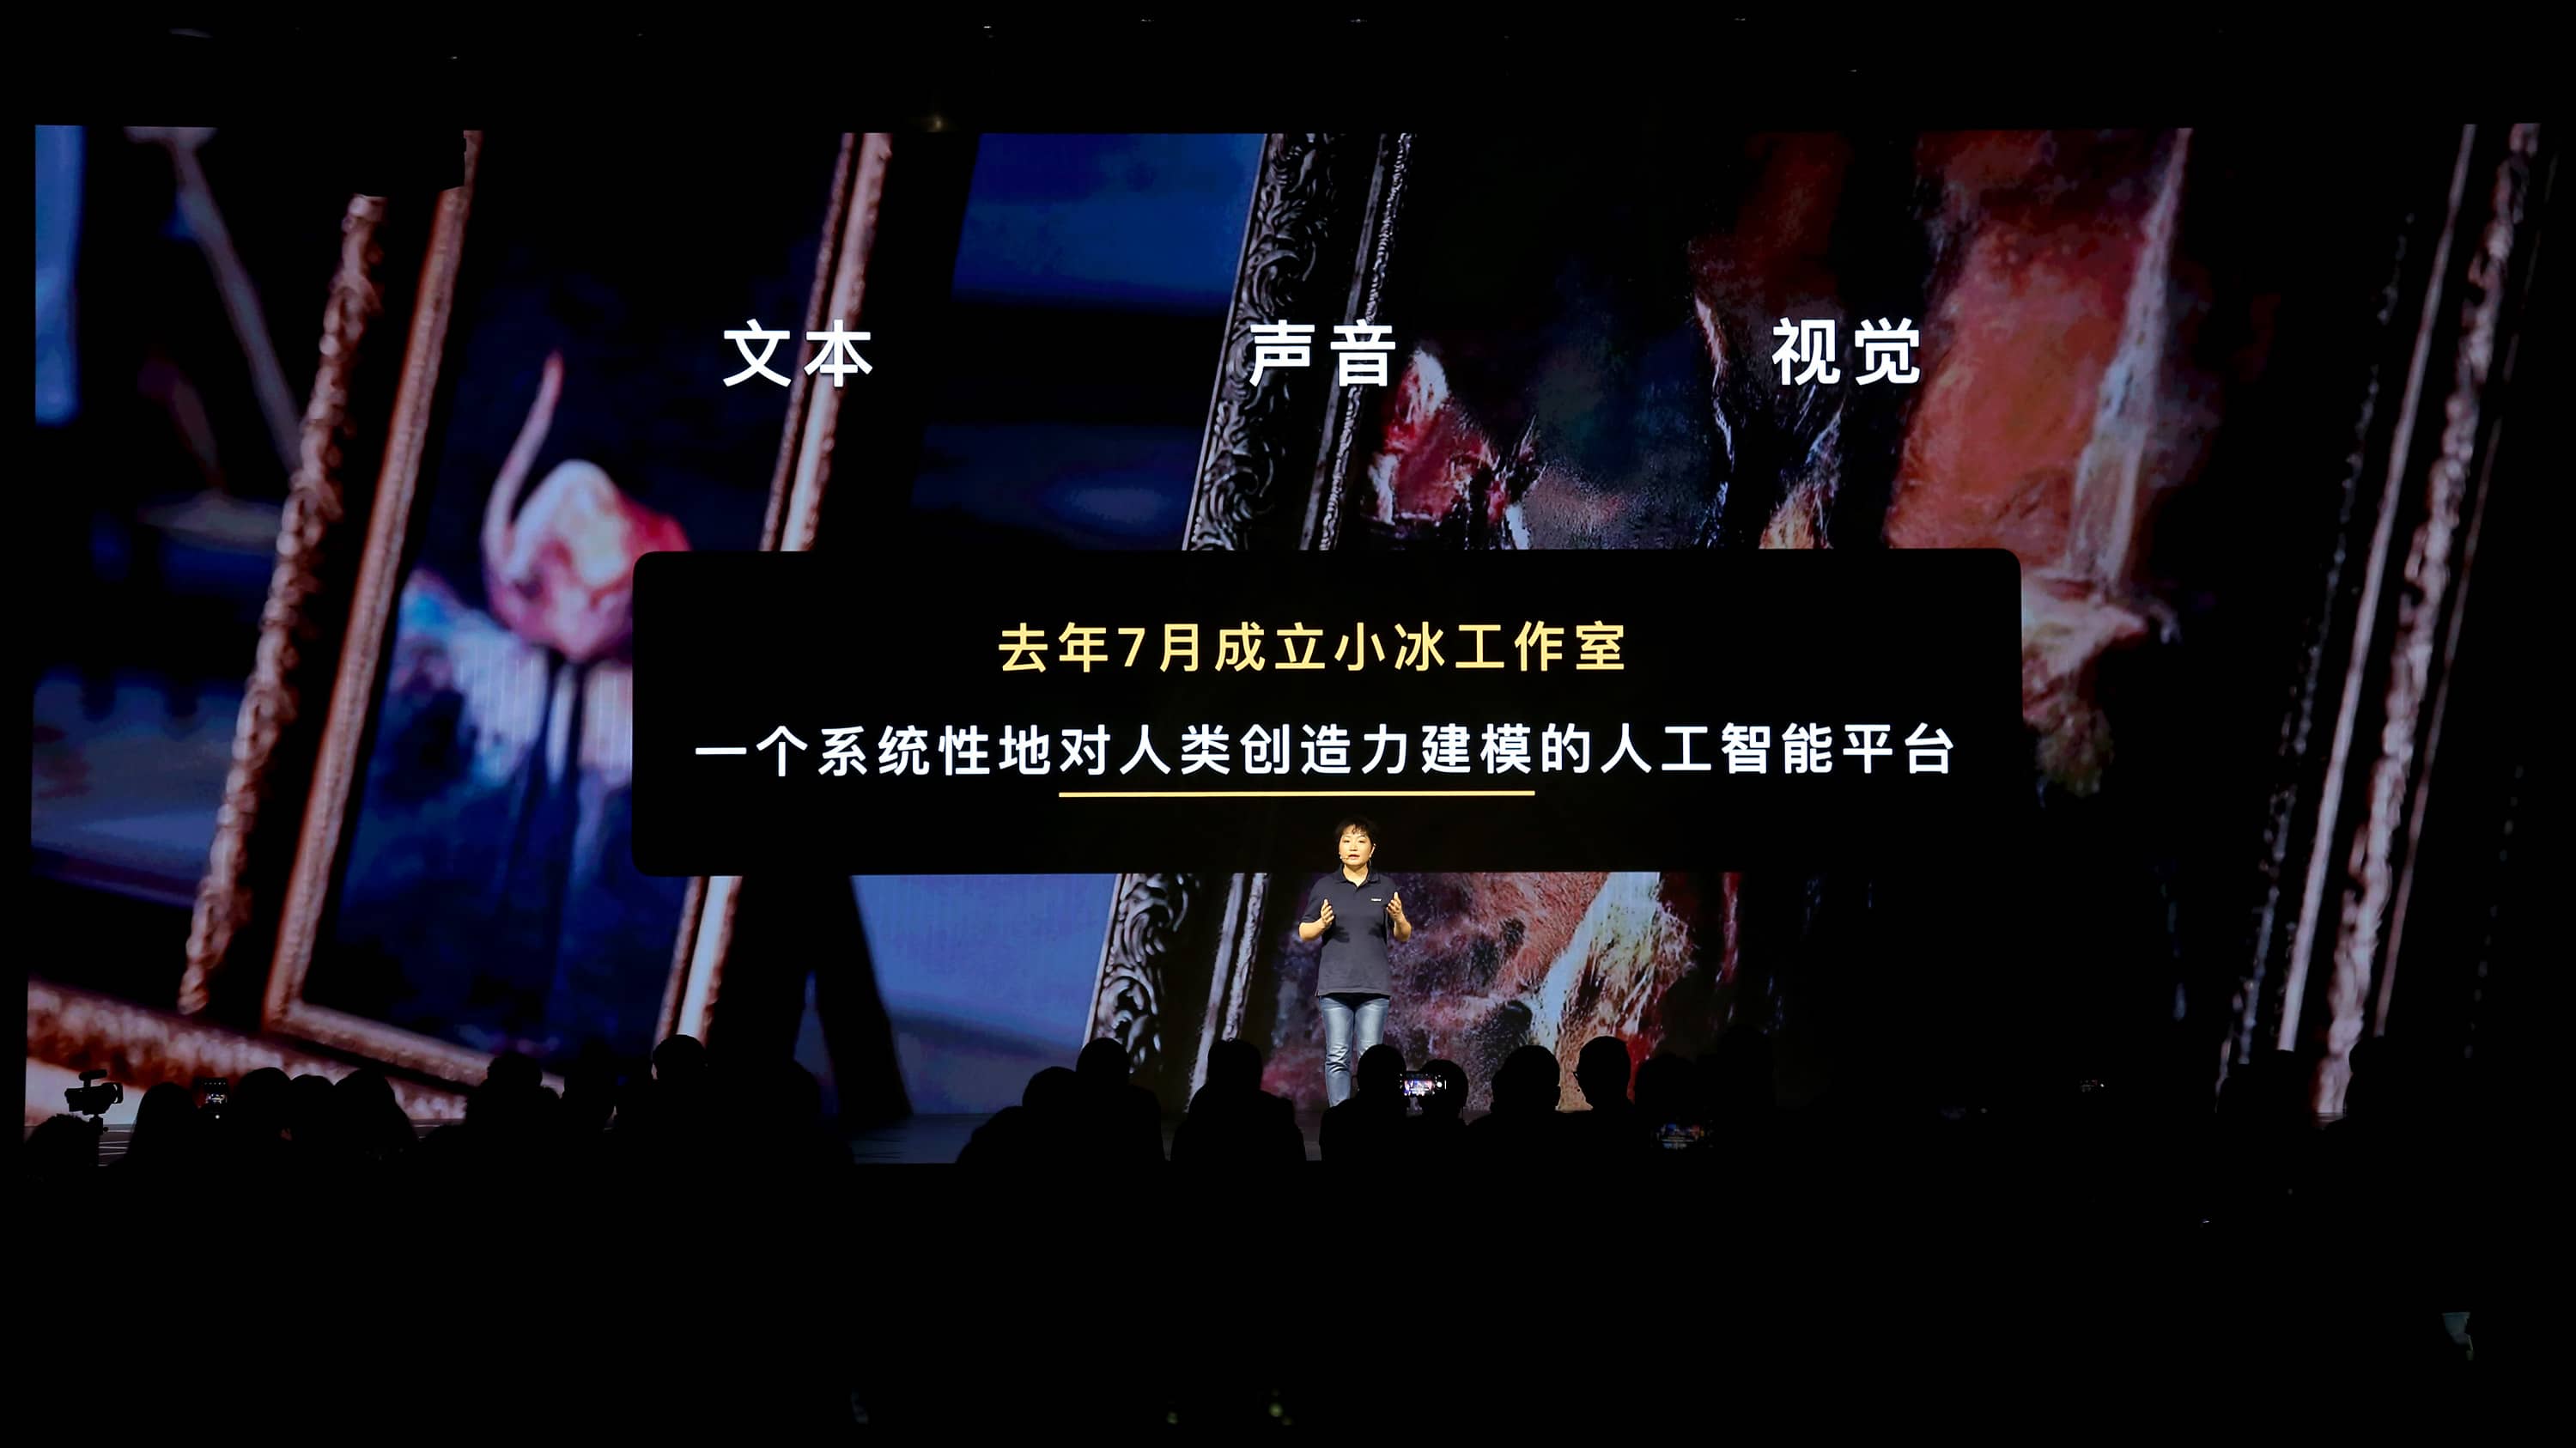 文本 声音 视觉
去年7月成立小冰工作室
一个系统性地对人类创造力建模的人工智能平台